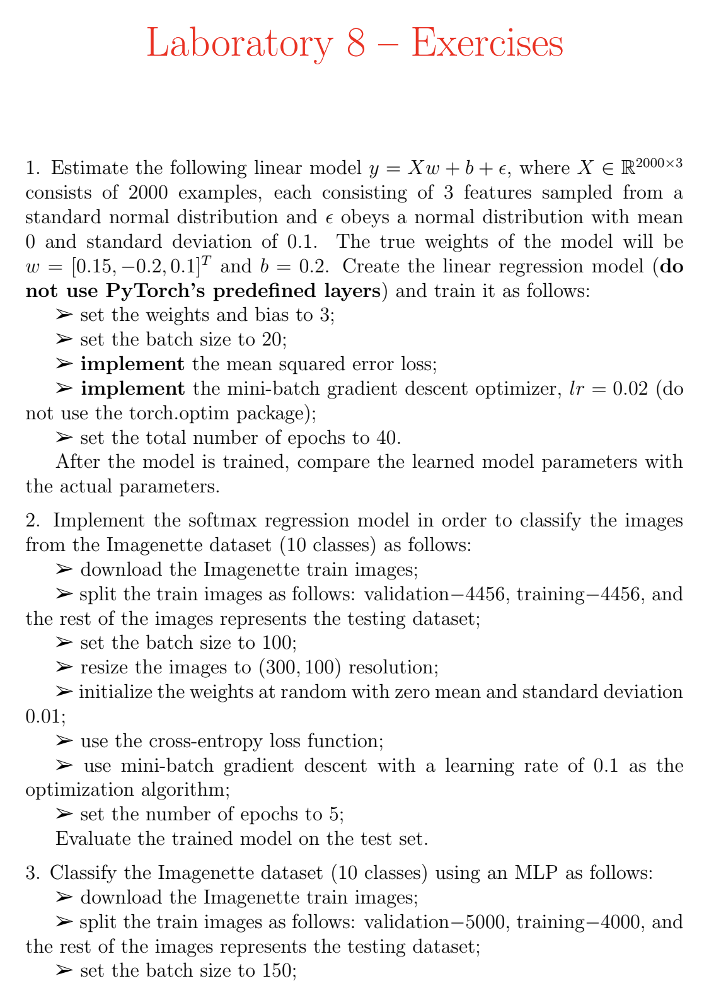 Laboratory 8 – Exercises
1. Estimate the following linear model y = Xw + b + ϵ, where X ∈ ℝ^{2000×3}
consists of 2000 examples, each consisting of 3 features sampled from a
standard normal distribution and ϵ obeys a normal distribution with mean
0 and standard deviation of 0.1. The true weights of the model will be
w = [0.15, −0.2, 0.1]^T and b = 0.2. Create the linear regression model (do
not use PyTorch's predefined layers) and train it as follows:
➢ set the weights and bias to 3;
➢ set the batch size to 20;
➢ implement the mean squared error loss;
➢ implement the mini-batch gradient descent optimizer, lr = 0.02 (do
not use the torch.optim package);
➢ set the total number of epochs to 40.
After the model is trained, compare the learned model parameters with
the actual parameters.
2. Implement the softmax regression model in order to classify the images
from the Imagenette dataset (10 classes) as follows:
➢ download the Imagenette train images;
➢ split the train images as follows: validation−4456, training−4456, and
the rest of the images represents the testing dataset;
➢ set the batch size to 100;
➢ resize the images to (300, 100) resolution;
➢ initialize the weights at random with zero mean and standard deviation
0.01;
➢ use the cross-entropy loss function;
➢ use mini-batch gradient descent with a learning rate of 0.1 as the
optimization algorithm;
➢ set the number of epochs to 5;
Evaluate the trained model on the test set.
3. Classify the Imagenette dataset (10 classes) using an MLP as follows:
➢ download the Imagenette train images;
➢ split the train images as follows: validation−5000, training−4000, and
the rest of the images represents the testing dataset;
➢ set the batch size to 150;